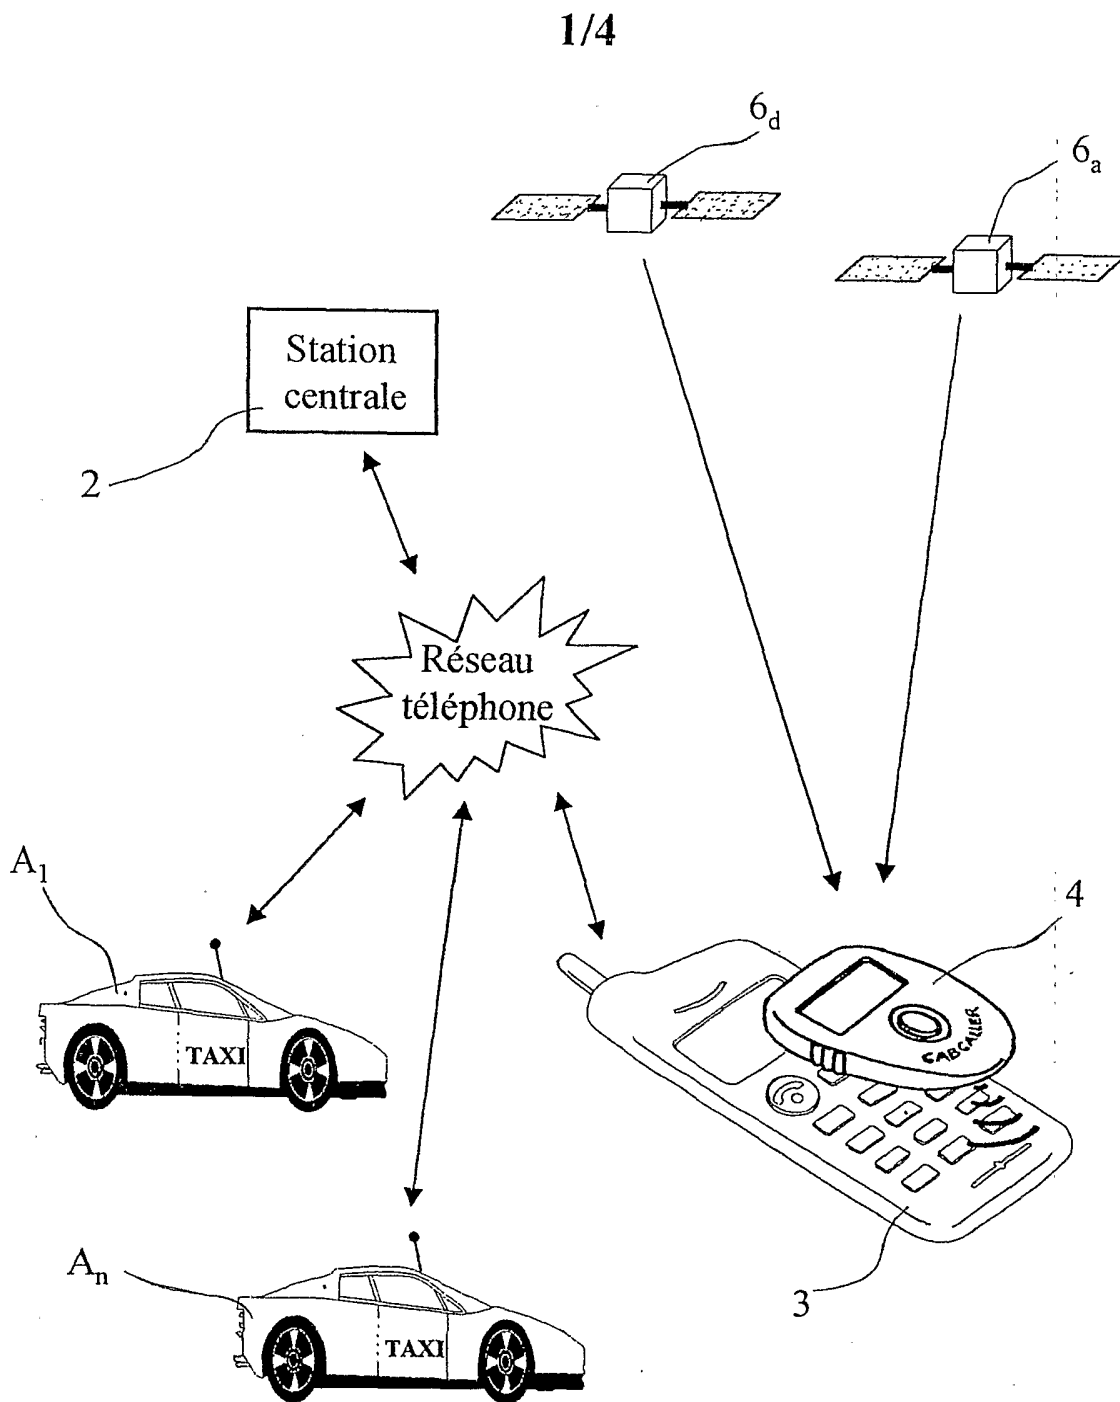 1/4
6d
6a
Station
centrale
2
Réseau
téléphone
A1
4
TAXI
CABCALLER
An
3
TAXI